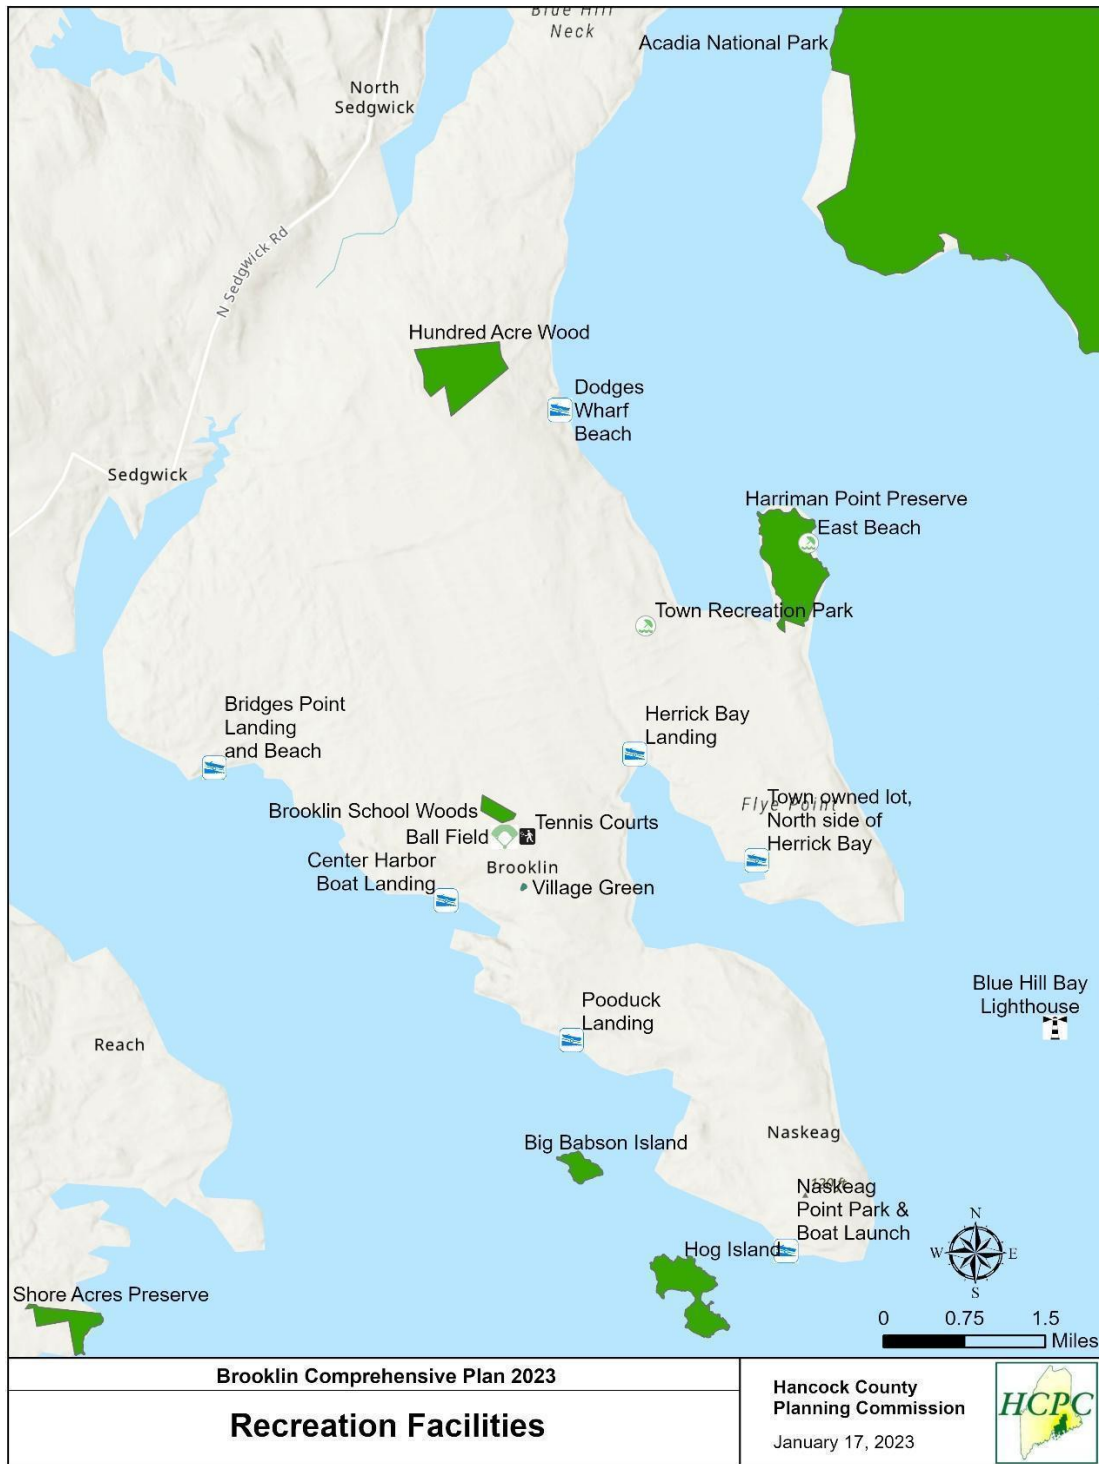 Blue Hill
Neck
Acadia National Park
North
Sedgwick
N Sedgwick Rd
Hundred Acre Wood
Dodges
Wharf
Beach
Sedgwick
Harriman Point Preserve
East Beach
Town Recreation Park
Bridges Point
Landing
and Beach
Herrick Bay
Landing
Flye Point
Town owned lot,
North side of
Herrick Bay
Brooklin School Woods
Ball Field
Tennis Courts
Center Harbor
Boat Landing
Brooklin
Village Green
Blue Hill Bay
Lighthouse
Pooduck
Landing
Reach
Naskeag
Big Babson Island
Naskeag
Point Park &
Boat Launch
Hog Island
N
W E
S
Shore Acres Preserve
0 0.75 1.5
Miles
Brooklin Comprehensive Plan 2023
Recreation Facilities
Hancock County
Planning Commission
January 17, 2023
HCPC